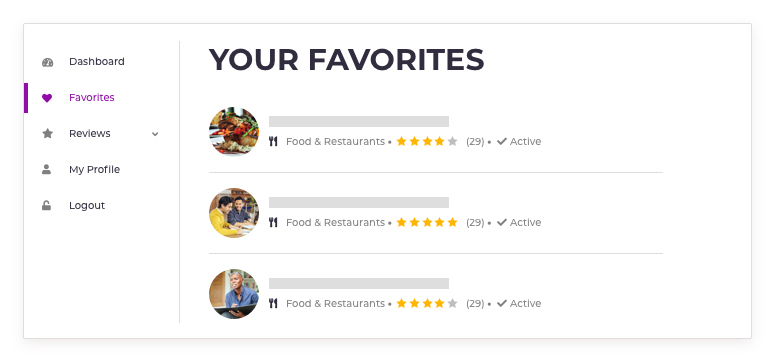 Dashboard
Favorites
Reviews
My Profile
Logout
YOUR FAVORITES
Food & Restaurants • (29) • Active
Food & Restaurants • (29) • Active
Food & Restaurants • (29) • Active